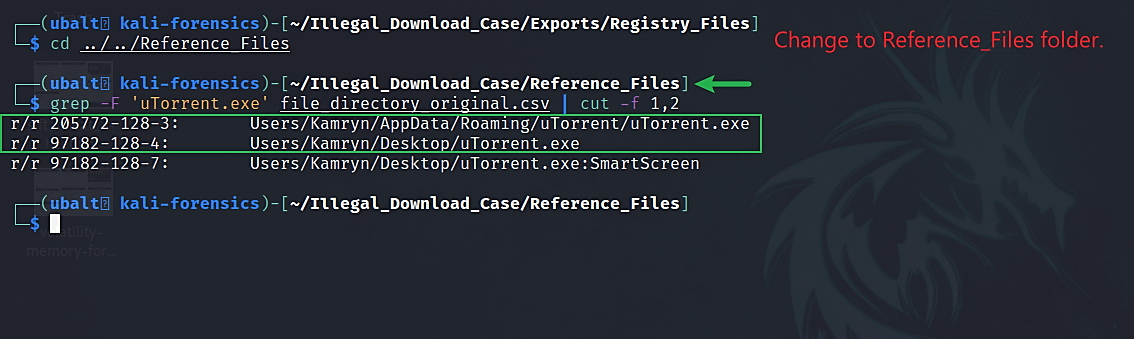 (ubalt kali-forensics)-[~/Illegal_Download_Case/Exports/Registry_Files]
$ cd ../../Reference_Files
Change to Reference_Files folder.
(ubalt kali-forensics)-[~/Illegal_Download_Case/Reference_Files]
$ grep -F 'uTorrent.exe' file_directory_original.csv | cut -f 1,2
r/r 205772-128-3: Users/Kamryn/AppData/Roaming/uTorrent/uTorrent.exe
r/r 97182-128-4: Users/Kamryn/Desktop/uTorrent.exe
r/r 97182-128-7: Users/Kamryn/Desktop/uTorrent.exe:SmartScreen
(ubalt kali-forensics)-[~/Illegal_Download_Case/Reference_Files]
$
memory-for...